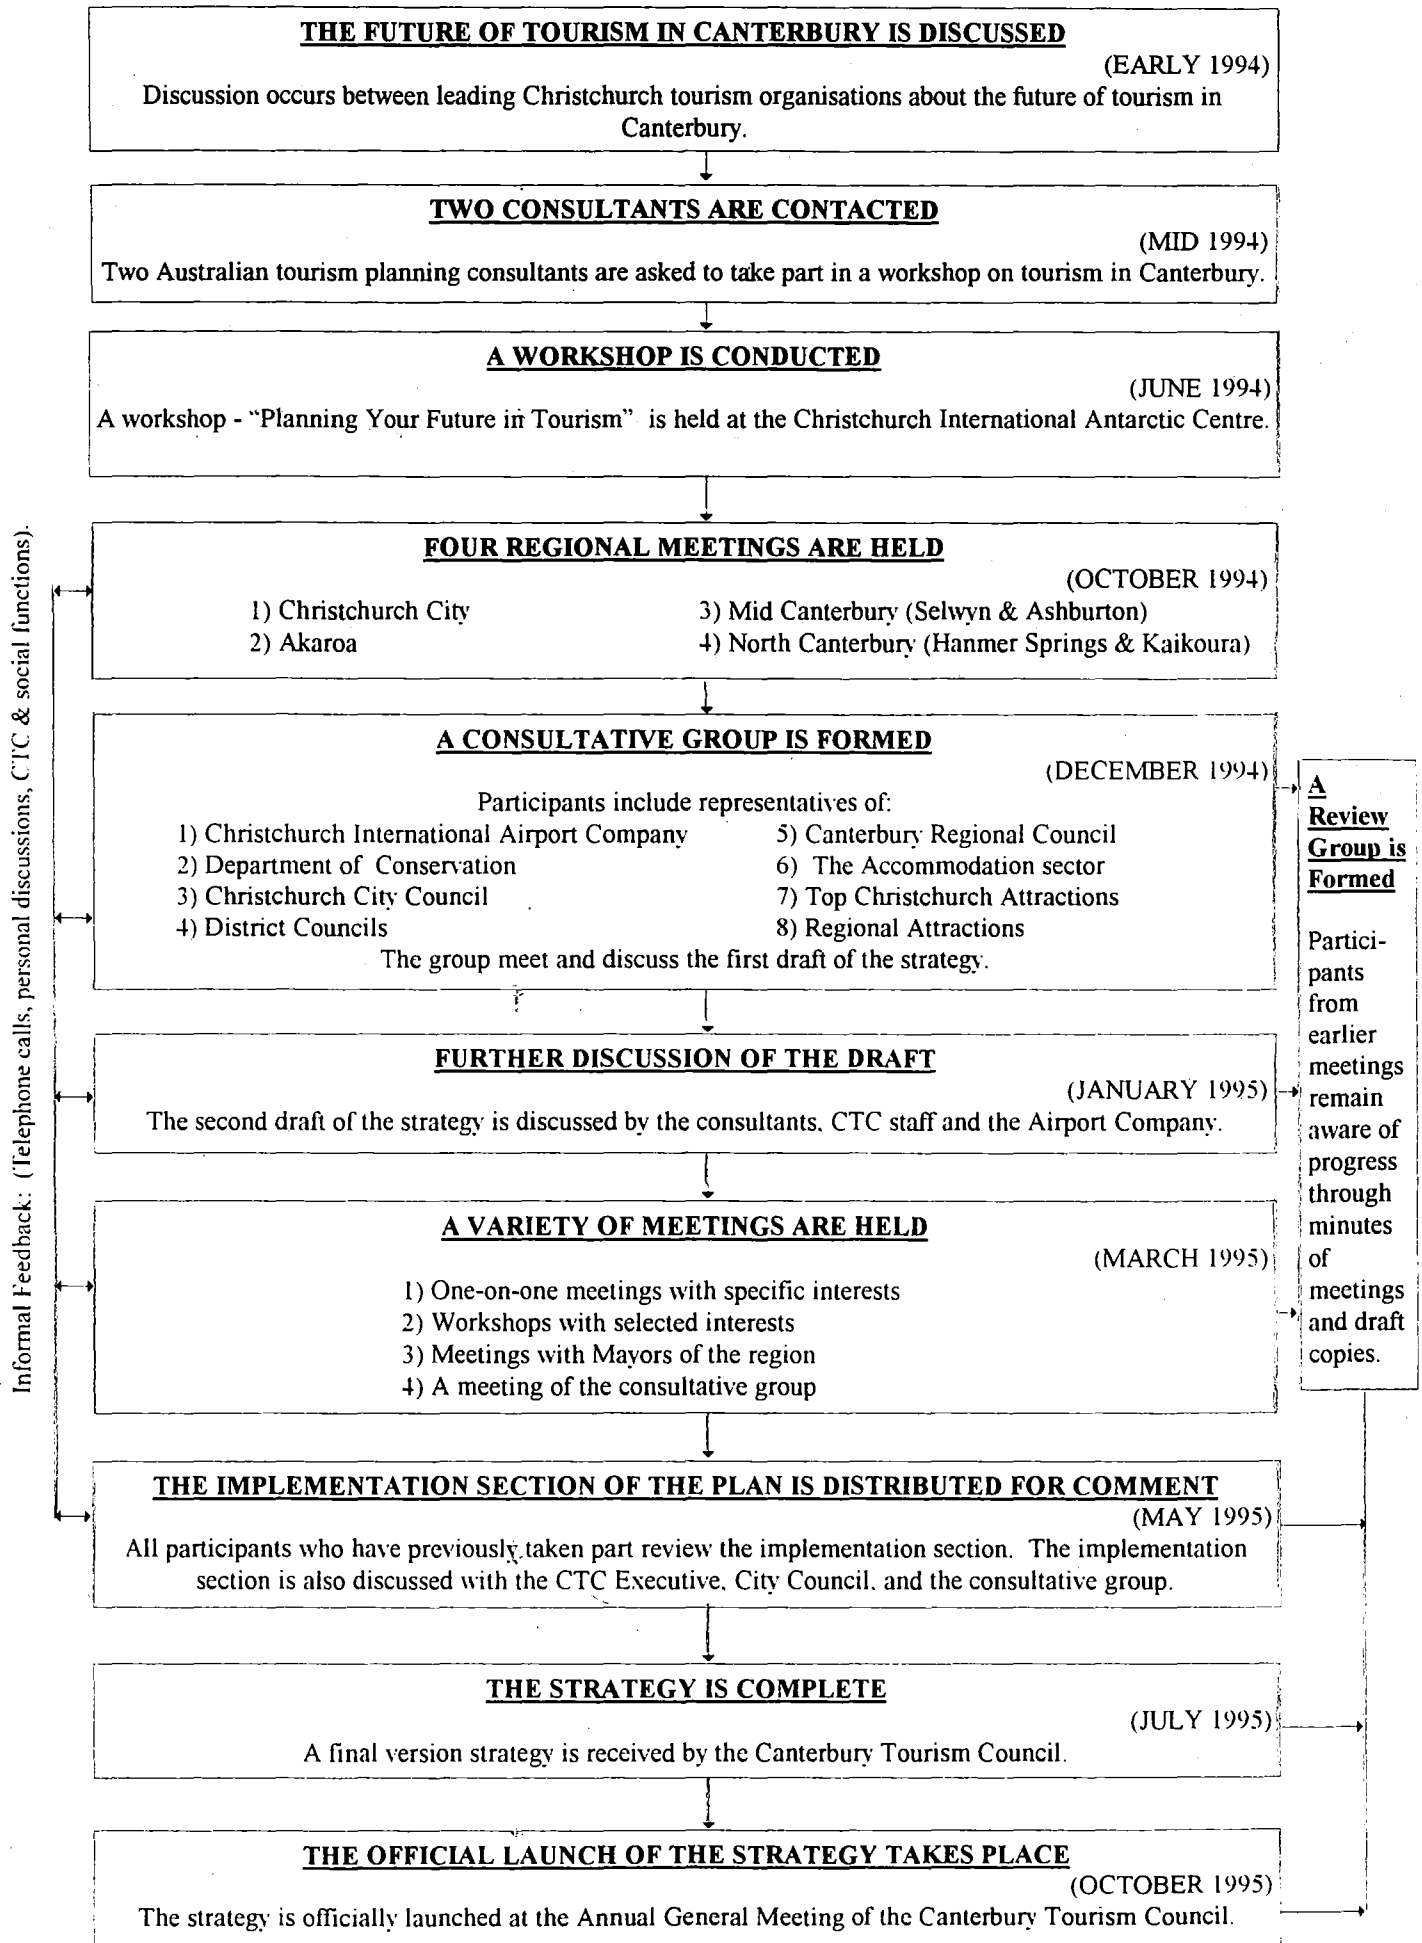 THE FUTURE OF TOURISM IN CANTERBURY IS DISCUSSED
(EARLY 1994)
Discussion occurs between leading Christchurch tourism organisations about the future of tourism in
Canterbury.
TWO CONSULTANTS ARE CONTACTED
(MID 1994)
Two Australian tourism planning consultants are asked to take part in a workshop on tourism in Canterbury.
A WORKSHOP IS CONDUCTED
(JUNE 1994)
A workshop - "Planning Your Future in Tourism" is held at the Christchurch International Antarctic Centre.
FOUR REGIONAL MEETINGS ARE HELD
(OCTOBER 1994)
1) Christchurch City
2) Akaroa
3) Mid Canterbury (Selwyn & Ashburton)
4) North Canterbury (Hanmer Springs & Kaikoura)
A CONSULTATIVE GROUP IS FORMED
(DECEMBER 1994)
Participants include representatives of:
1) Christchurch International Airport Company
2) Department of Conservation
3) Christchurch City Council
4) District Councils
5) Canterbury Regional Council
6) The Accommodation sector
7) Top Christchurch Attractions
8) Regional Attractions
The group meet and discuss the first draft of the strategy.
FURTHER DISCUSSION OF THE DRAFT
(JANUARY 1995)
The second draft of the strategy is discussed by the consultants, CTC staff and the Airport Company.
A VARIETY OF MEETINGS ARE HELD
(MARCH 1995)
1) One-on-one meetings with specific interests
2) Workshops with selected interests
3) Meetings with Mayors of the region
4) A meeting of the consultative group
THE IMPLEMENTATION SECTION OF THE PLAN IS DISTRIBUTED FOR COMMENT
(MAY 1995)
All participants who have previously taken part review the implementation section. The implementation
section is also discussed with the CTC Executive, City Council, and the consultative group.
THE STRATEGY IS COMPLETE
(JULY 1995)
A final version strategy is received by the Canterbury Tourism Council.
THE OFFICIAL LAUNCH OF THE STRATEGY TAKES PLACE
(OCTOBER 1995)
The strategy is officially launched at the Annual General Meeting of the Canterbury Tourism Council.
A
Review
Group is
Formed
Partici-
pants
from
earlier
meetings
remain
aware of
progress
through
minutes
of
meetings
and draft
copies.
Informal Feedback: (Telephone calls, personal discussions, CTC & social functions).